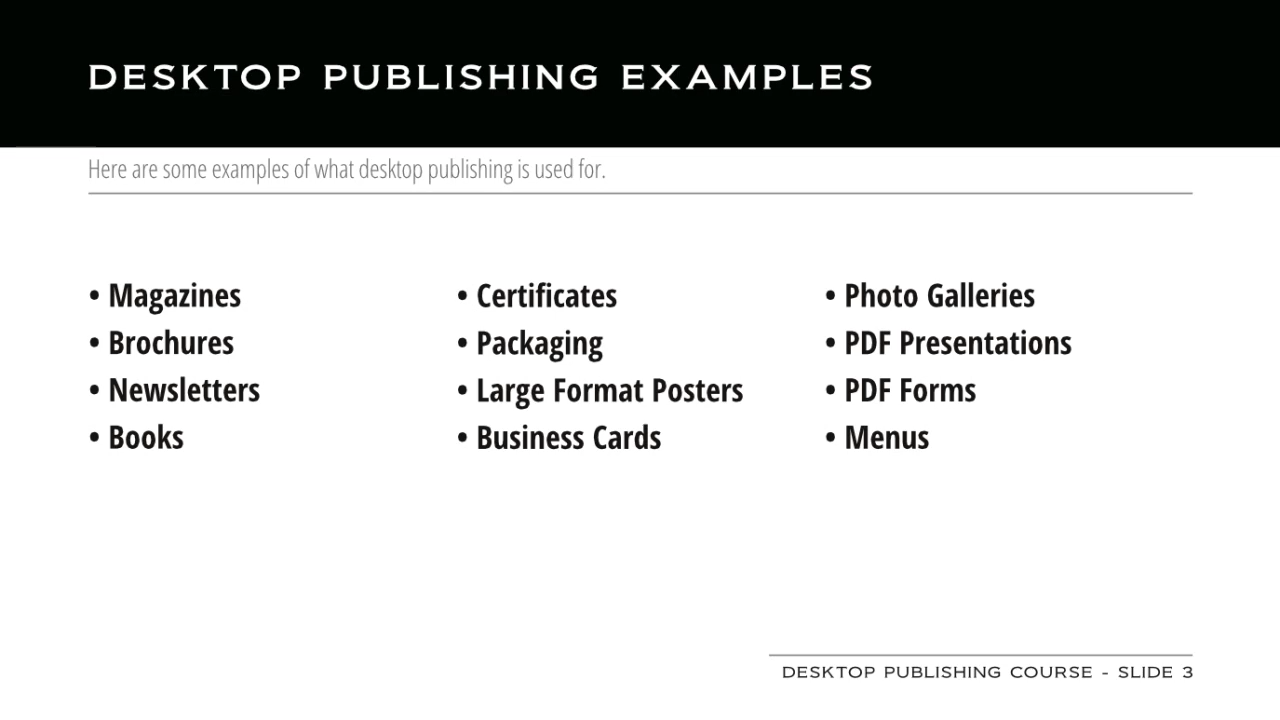 DESKTOP PUBLISHING EXAMPLES
Here are some examples of what desktop publishing is used for.
• Magazines
• Brochures
• Newsletters
• Books
• Certificates
• Packaging
• Large Format Posters
• Business Cards
• Photo Galleries
• PDF Presentations
• PDF Forms
• Menus
DESKTOP PUBLISHING COURSE - SLIDE 3